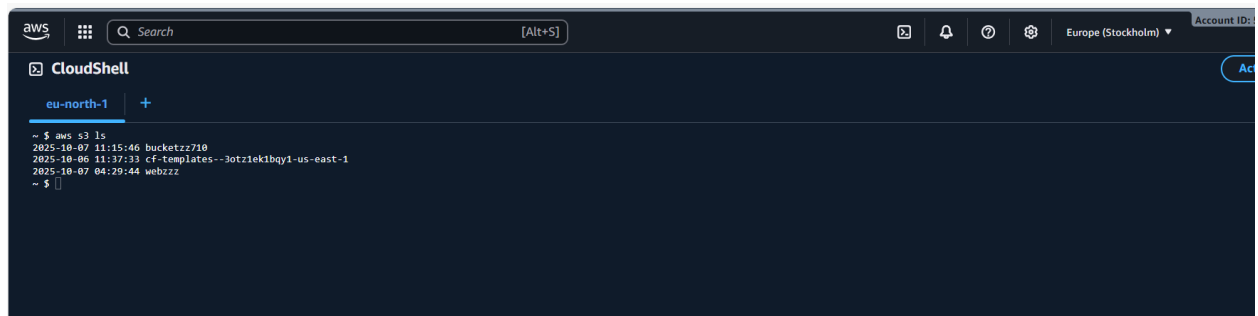 aws
Search
[Alt+S]
Europe (Stockholm) ▼
Account ID:
CloudShell
eu-north-1
+
~ $ aws s3 ls
2025-10-07 11:15:46 bucketzz710
2025-10-06 11:37:33 cf-templates--3otz1ek1bqy1-us-east-1
2025-10-07 04:29:44 webzzz
~ $